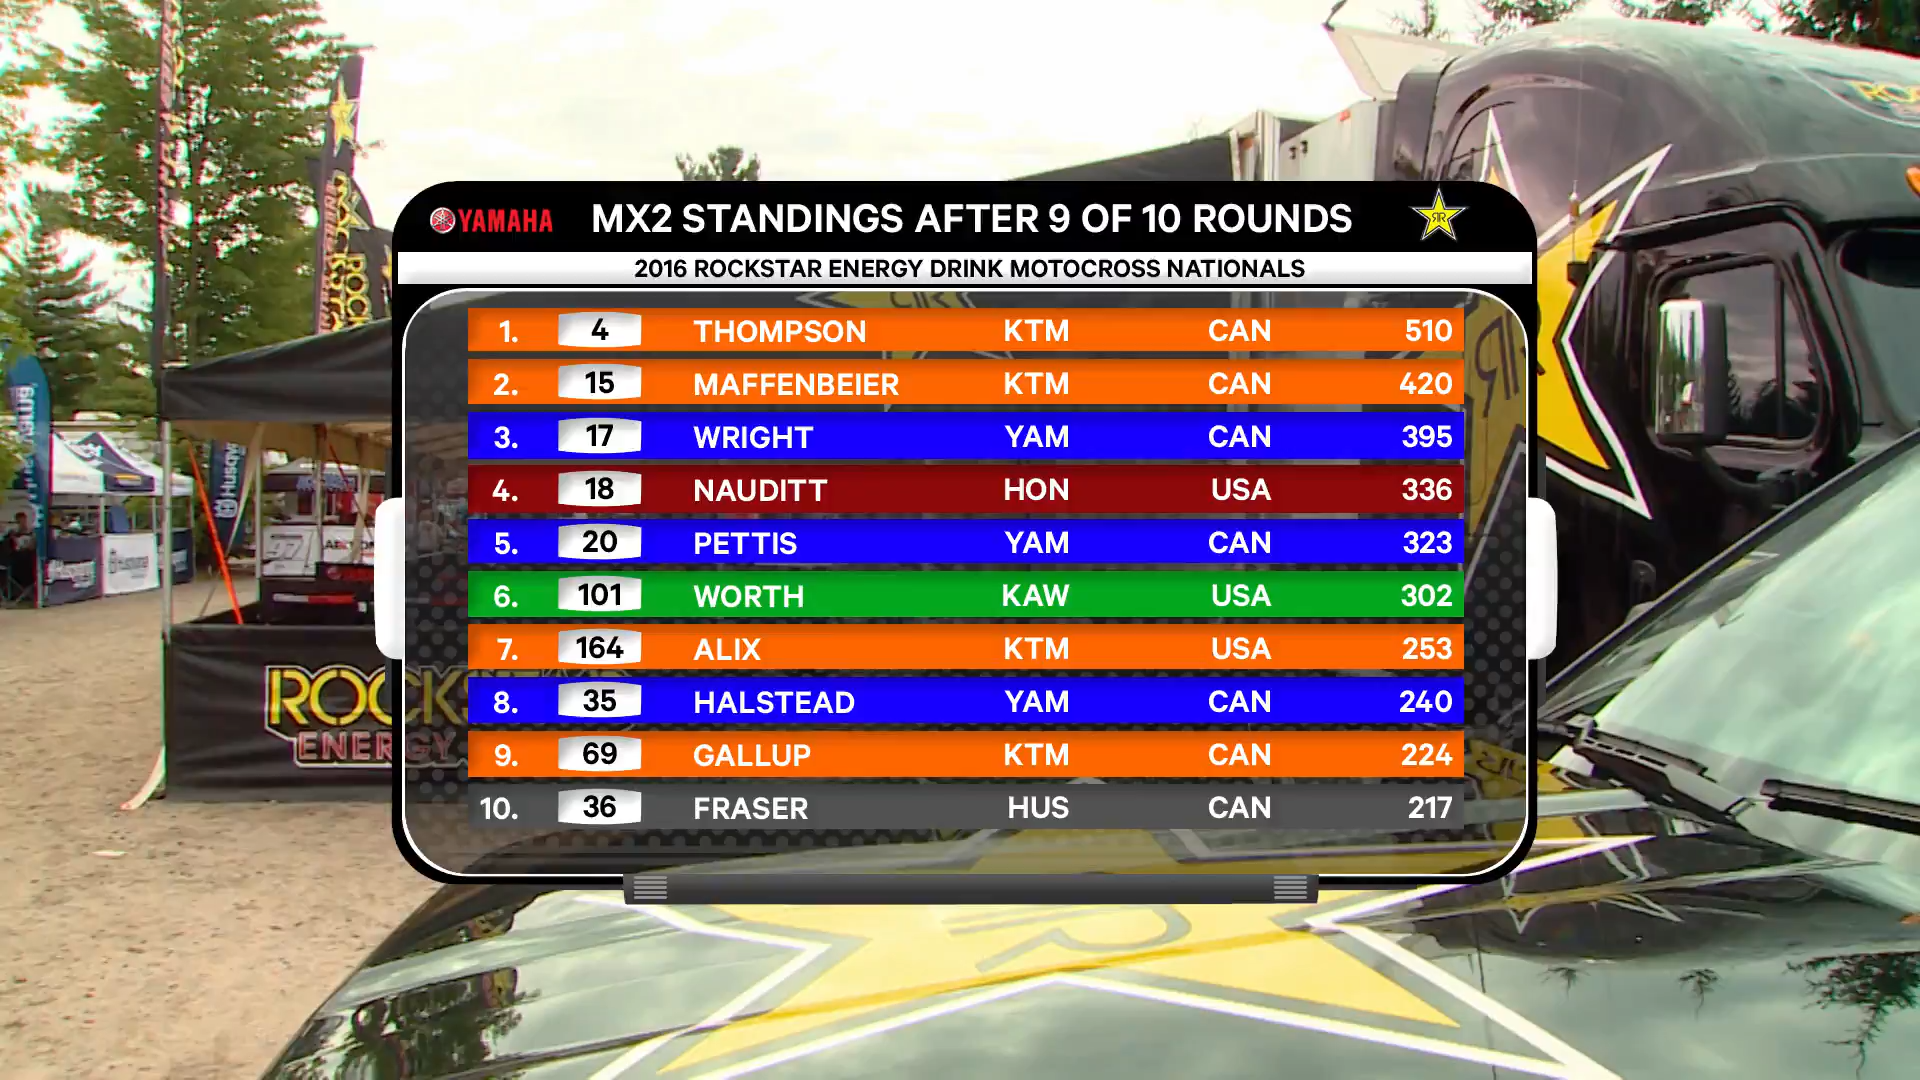 YAMAHA MX2 STANDINGS AFTER 9 OF 10 ROUNDS
2016 ROCKSTAR ENERGY DRINK MOTOCROSS NATIONALS
1. 4 THOMPSON KTM CAN 510
2. 15 MAFFENBEIER KTM CAN 420
3. 17 WRIGHT YAM CAN 395
4. 18 NAUDITT HON USA 336
5. 20 PETTIS YAM CAN 323
6. 101 WORTH KAW USA 302
7. 164 ALIX KTM USA 253
8. 35 HALSTEAD YAM CAN 240
9. 69 GALLUP KTM CAN 224
10. 36 FRASER HUS CAN 217
ENERGY
97